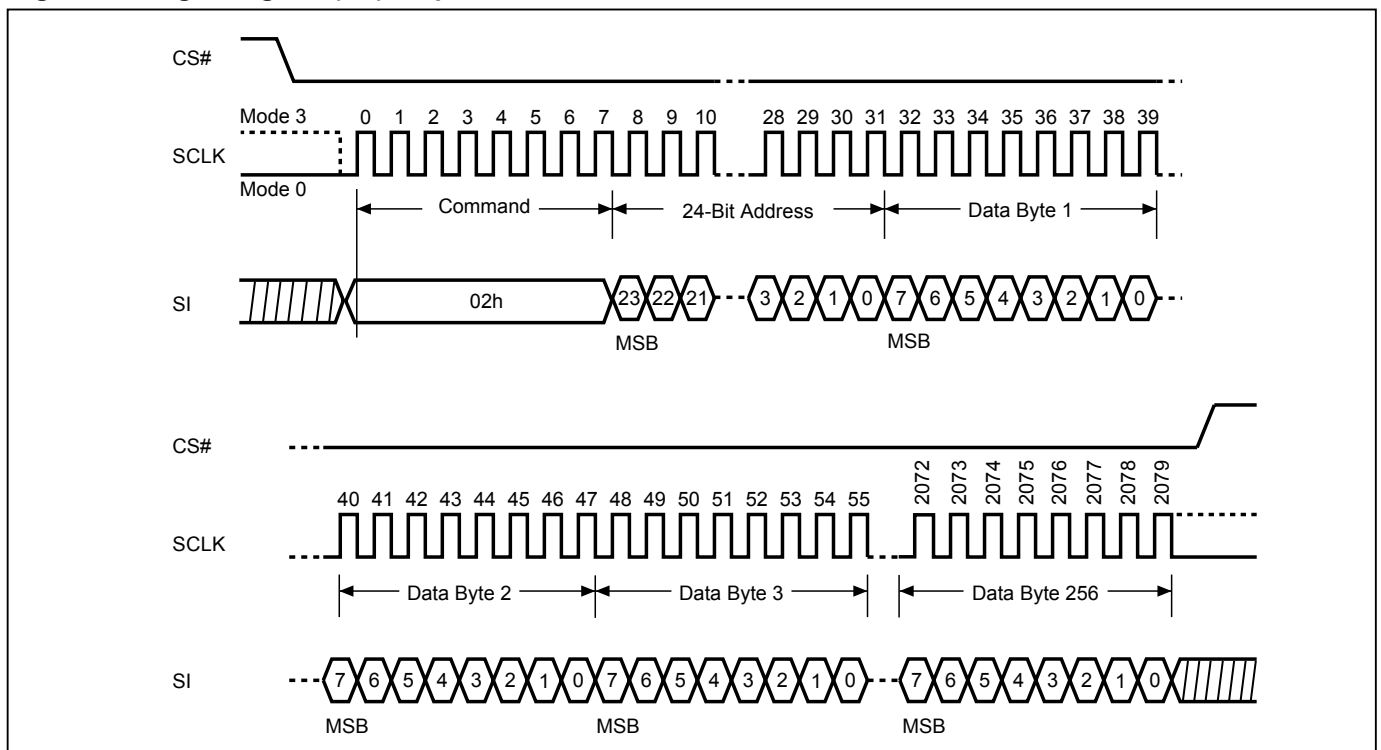 CS#
Mode 3 0 1 2 3 4 5 6 7 8 9 10 28 29 30 31 32 33 34 35 36 37 38 39
SCLK
Mode 0
Command 24-Bit Address Data Byte 1
SI 02h 23 22 21 3 2 1 0 7 6 5 4 3 2 1 0
MSB MSB
CS#
40 41 42 43 44 45 46 47 48 49 50 51 52 53 54 55 2072 2073 2074 2075 2076 2077 2078 2079
SCLK
Data Byte 2 Data Byte 3 Data Byte 256
SI 7 6 5 4 3 2 1 0 7 6 5 4 3 2 1 0 7 6 5 4 3 2 1 0
MSB MSB MSB